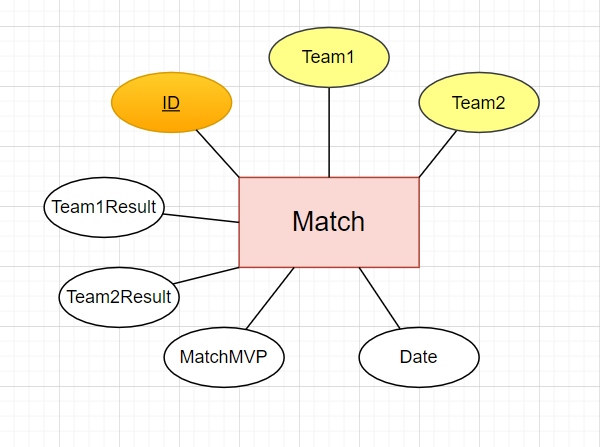 Team1
ID
Team2
Team1Result
Match
Team2Result
MatchMVP
Date